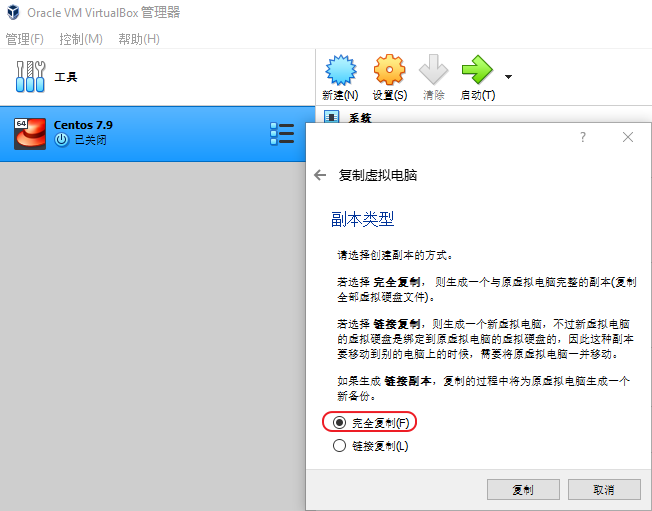 Oracle VM VirtualBox 管理器
管理(F) 控制(M) 帮助(H)
工具
新建(N) 设置(S) 清除 启动(T)
64
Centos 7.9
已关闭
系统
?
复制虚拟电脑
副本类型
请选择创建副本的方式。
若选择 完全复制， 则生成一个与原虚拟电脑完整的副本(复制
全部虚拟硬盘文件)。
若选择 链接复制，则生成一个新虚拟电脑，不过新虚拟电脑
的虚拟硬盘是绑定到原虚拟电脑的虚拟硬盘的，因此这种副本
要移动到别的电脑上的时候，需要将原虚拟电脑一并移动。
如果生成 链接副本，复制的过程中将为原虚拟电脑生成一个
新备份。
完全复制(F)
链接复制(L)
复制 取消